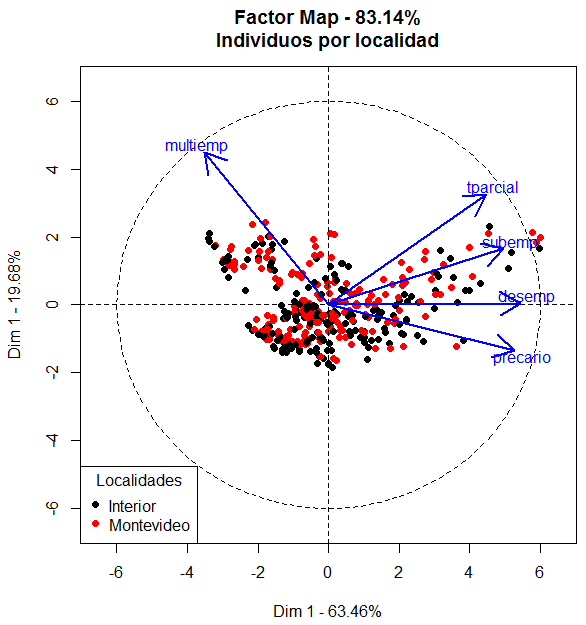 Factor Map - 83.14%
Individuos por localidad
multiemp
tparcial
subemp
desemp
precario
6
4
2
0
-2
-4
-6
Dim 1 - 19.68%
Localidades
Interior
Montevideo
-6 -4 -2 0 2 4 6
Dim 1 - 63.46%